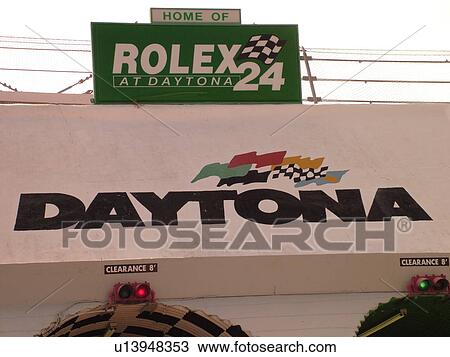 HOME OF
ROLEX 24
AT DAYTONA
DAYTONA
FOTOSEARCH®
CLEARANCE 8'
CLEARANCE 8'
u13948353 www.fotosearch.com